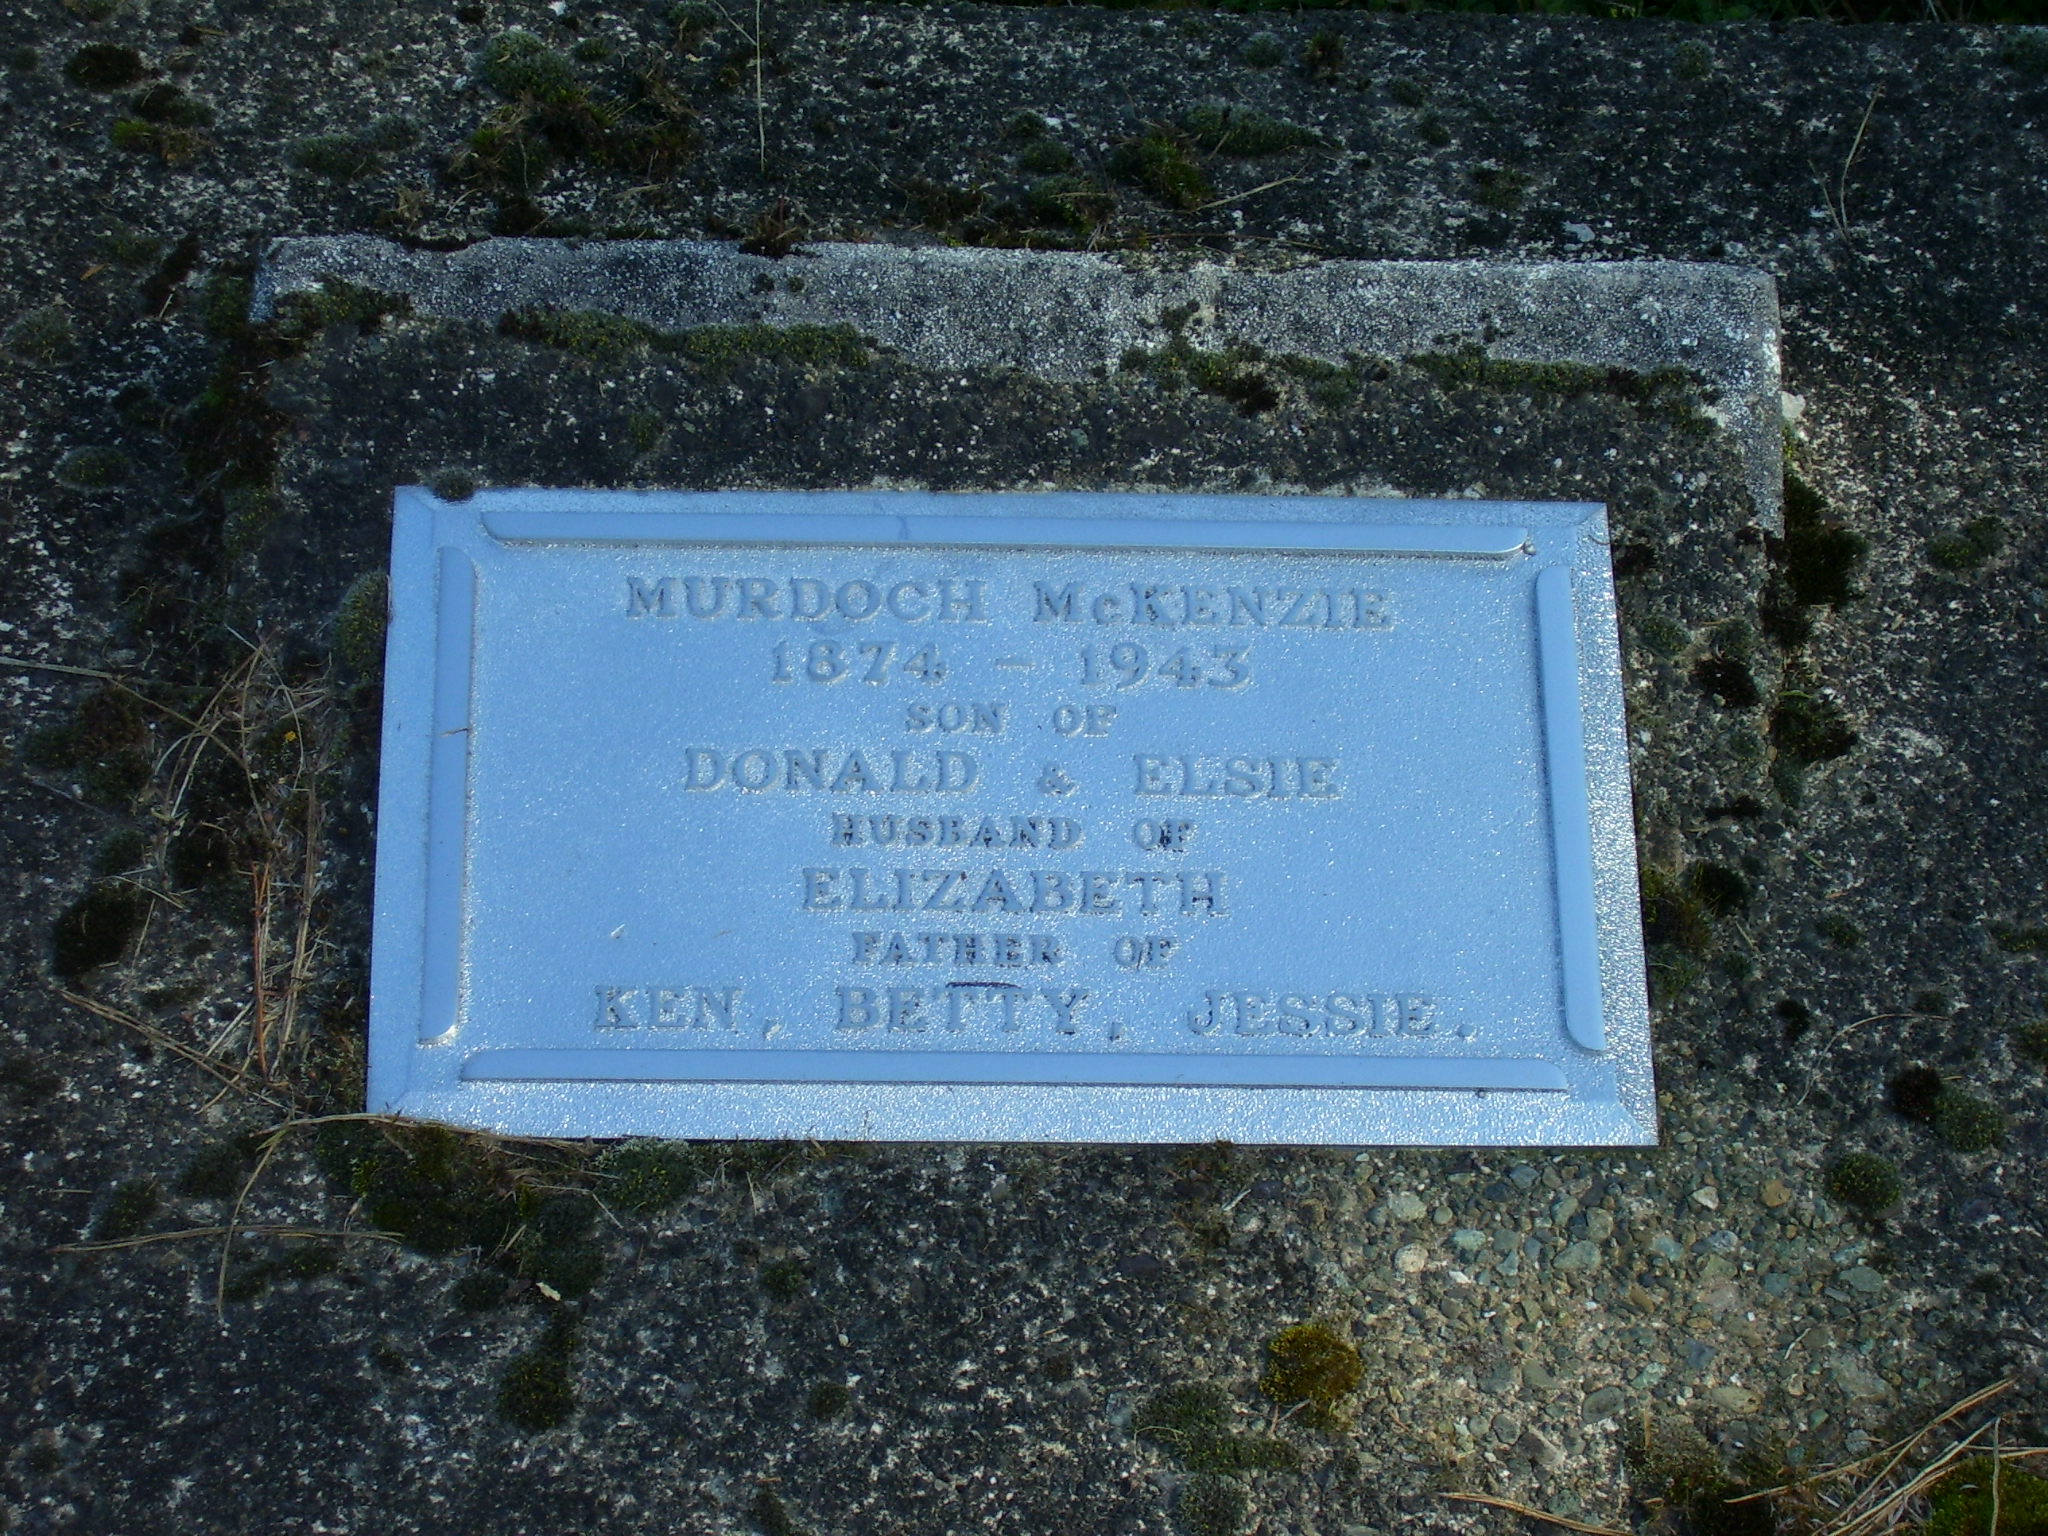 MURDOCH McKENZIE
1874 - 1943
SON OF
DONALD & ELSIE
HUSBAND OF
ELIZABETH
FATHER OF
KEN, BETTY, JESSIE.